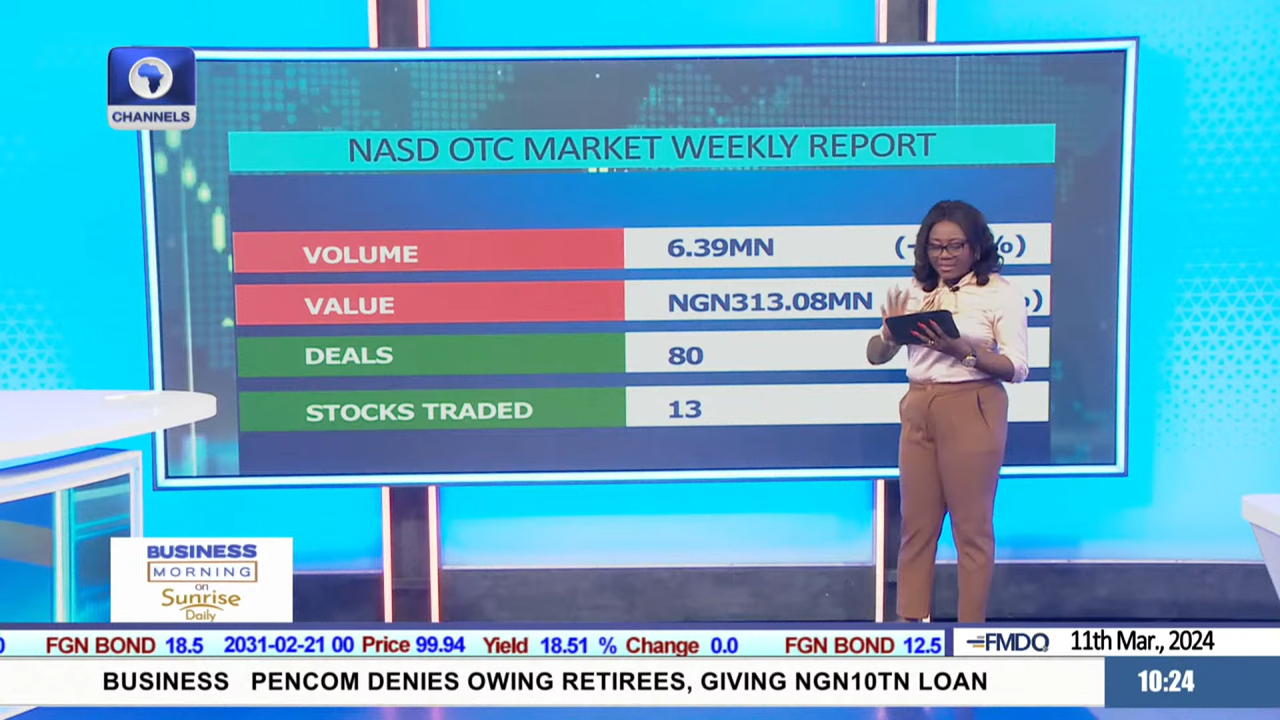 CHANNELS
NASD OTC MARKET WEEKLY REPORT
VOLUME 6.39MN (- %)
VALUE NGN313.08MN )
DEALS 80
STOCKS TRADED 13
BUSINESS
MORNING
on
Sunrise
Daily
0 FGN BOND 18.5 2031-02-21 00 Price 99.94 Yield 18.51 % Change 0.0 FGN BOND 12.5 FMDQ 11th Mar., 2024
BUSINESS PENCOM DENIES OWING RETIREES, GIVING NGN10TN LOAN 10:24